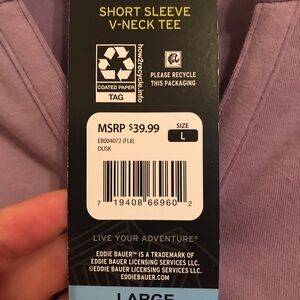 SHORT SLEEVE
V-NECK TEE
COATED PAPER
TAG
how2recycle.info
PLEASE RECYCLE
THIS PACKAGING
MSRP $39.99
SIZE
L
EB004072 (FL8)
DUSK
7 19408 66960 2
LIVE YOUR ADVENTURE®
EDDIE BAUER™ IS A TRADEMARK OF
EDDIE BAUER LICENSING SERVICES LLC.
©EDDIE BAUER LICENSING SERVICES LLC.
EDDIEBAUER.COM
LARGE